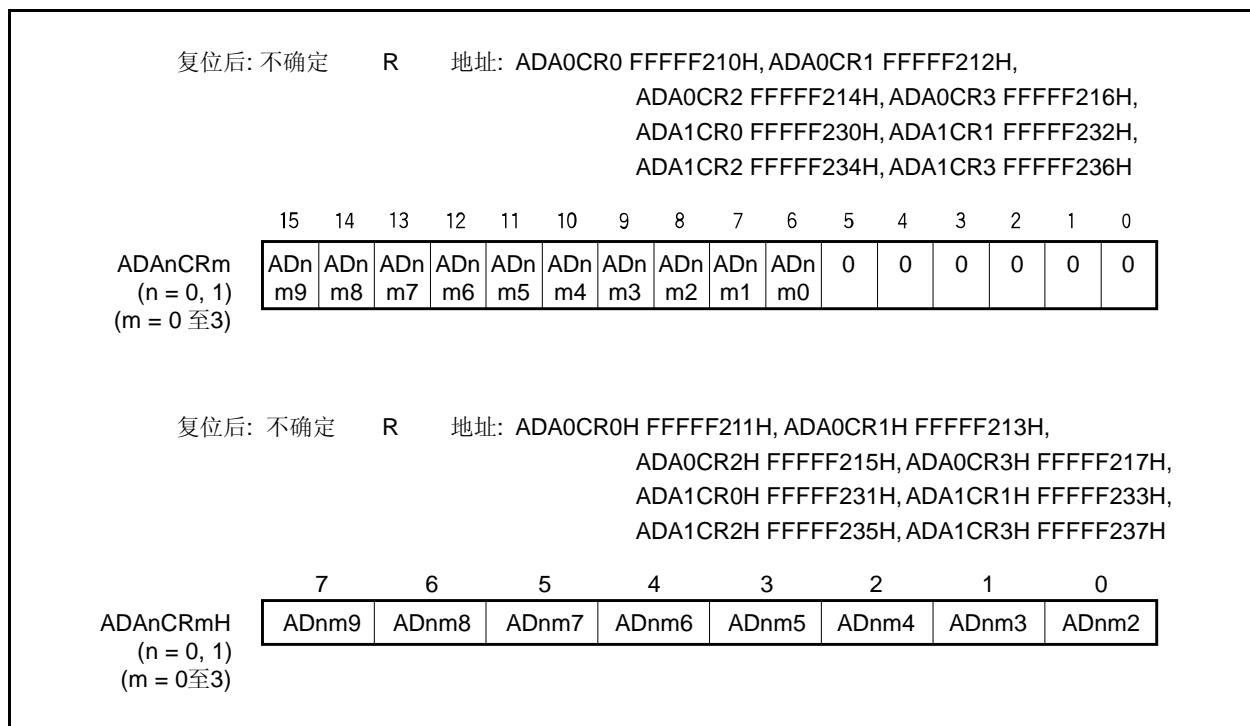 复位后: 不确定 R 地址: ADA0CR0 FFFFF210H, ADA0CR1 FFFFF212H,
ADA0CR2 FFFFF214H, ADA0CR3 FFFFF216H,
ADA1CR0 FFFFF230H, ADA1CR1 FFFFF232H,
ADA1CR2 FFFFF234H, ADA1CR3 FFFFF236H
15 14 13 12 11 10 9 8 7 6 5 4 3 2 1 0
ADAnCRm ADn ADn ADn ADn ADn ADn ADn ADn ADn ADn 0 0 0 0 0 0
(n = 0, 1) m9 m8 m7 m6 m5 m4 m3 m2 m1 m0
(m = 0 至3)
复位后: 不确定 R 地址: ADA0CR0H FFFFF211H, ADA0CR1H FFFFF213H,
ADA0CR2H FFFFF215H, ADA0CR3H FFFFF217H,
ADA1CR0H FFFFF231H, ADA1CR1H FFFFF233H,
ADA1CR2H FFFFF235H, ADA1CR3H FFFFF237H
7 6 5 4 3 2 1 0
ADAnCRmH ADnm9 ADnm8 ADnm7 ADnm6 ADnm5 ADnm4 ADnm3 ADnm2
(n = 0, 1)
(m = 0至3)